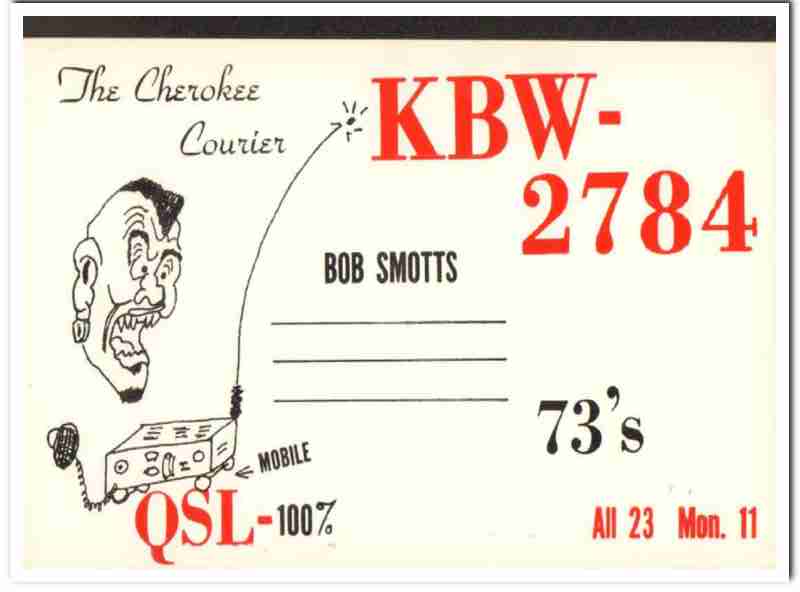 The Cherokee
Courier
KBW-
2784
BOB SMOTTS
73's
MOBILE
QSL-100%
All 23 Mon. 11